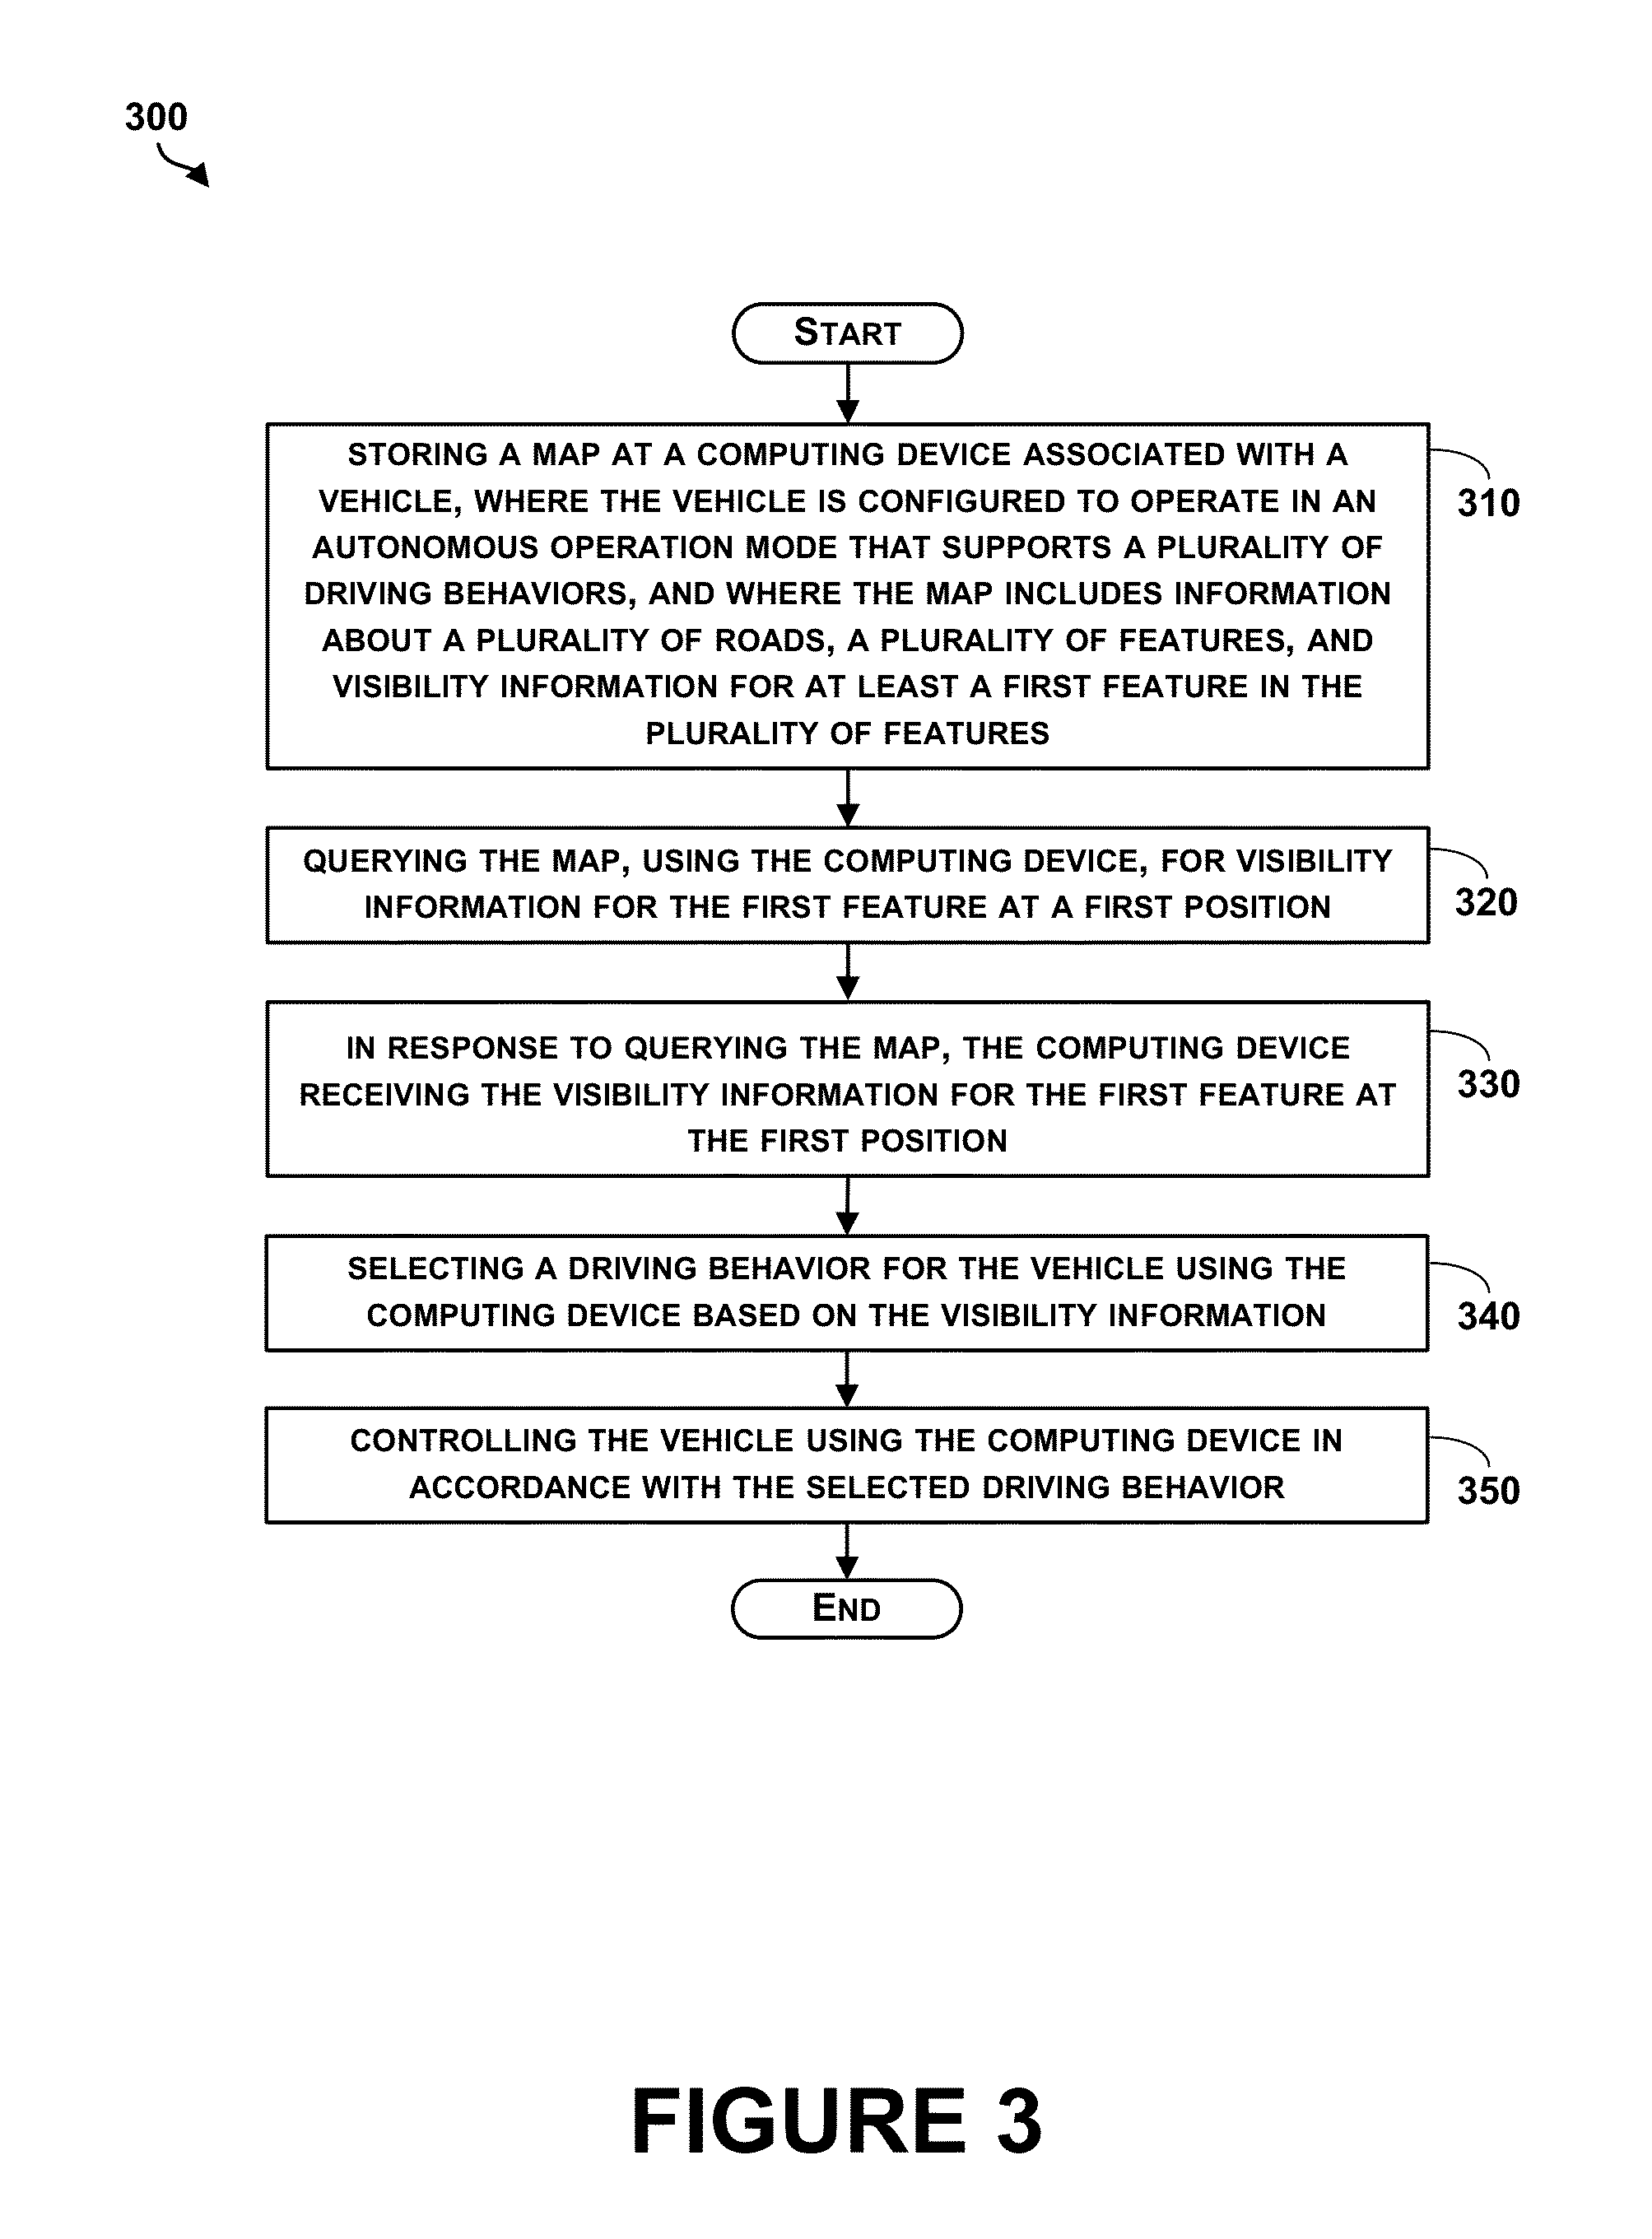 300
START
STORING A MAP AT A COMPUTING DEVICE ASSOCIATED WITH A
VEHICLE, WHERE THE VEHICLE IS CONFIGURED TO OPERATE IN AN
AUTONOMOUS OPERATION MODE THAT SUPPORTS A PLURALITY OF
DRIVING BEHAVIORS, AND WHERE THE MAP INCLUDES INFORMATION
ABOUT A PLURALITY OF ROADS, A PLURALITY OF FEATURES, AND
VISIBILITY INFORMATION FOR AT LEAST A FIRST FEATURE IN THE
PLURALITY OF FEATURES
310
QUERYING THE MAP, USING THE COMPUTING DEVICE, FOR VISIBILITY
INFORMATION FOR THE FIRST FEATURE AT A FIRST POSITION
320
IN RESPONSE TO QUERYING THE MAP, THE COMPUTING DEVICE
RECEIVING THE VISIBILITY INFORMATION FOR THE FIRST FEATURE AT
THE FIRST POSITION
330
SELECTING A DRIVING BEHAVIOR FOR THE VEHICLE USING THE
COMPUTING DEVICE BASED ON THE VISIBILITY INFORMATION
340
CONTROLLING THE VEHICLE USING THE COMPUTING DEVICE IN
ACCORDANCE WITH THE SELECTED DRIVING BEHAVIOR
350
END
FIGURE 3